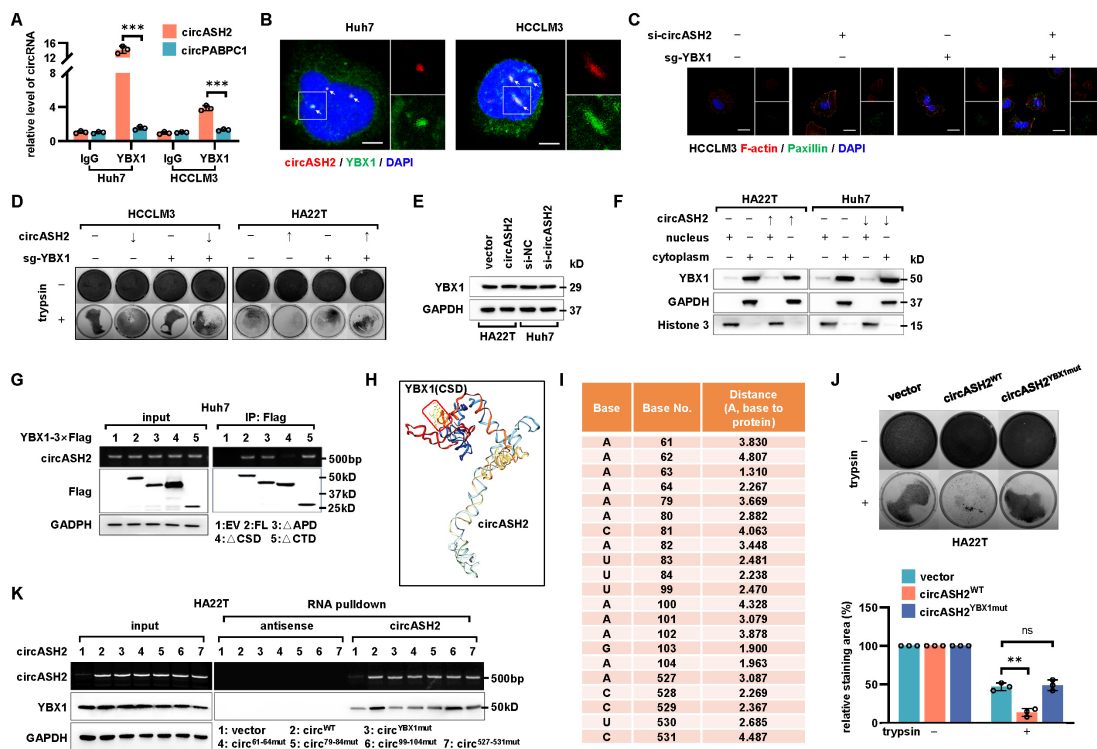 A
relative level of circRNA
16
12
8
4
0
***
***
circASH2
circPABPC1
IgG YBX1 IgG YBX1
Huh7 HCCLM3
B
Huh7 HCCLM3
circASH2 / YBX1 / DAPI
C
si-circASH2 – + – +
sg-YBX1 – – + +
HCCLM3 F-actin / Paxillin / DAPI
D
HCCLM3 HA22T
circASH2 – ↓ – ↓ – ↑ – ↑
sg-YBX1 – – + + – – + +
trypsin
–
+
E
vector circASH2 si-NC si-circASH2
kD
YBX1 29
GAPDH 37
HA22T Huh7
F
HA22T Huh7
circASH2 – – ↑ ↑ – – ↓ ↓
nucleus + – + – + – + –
cytoplasm – + – + – + – + kD
YBX1 50
GAPDH 37
Histone 3 15
G
Huh7
input IP: Flag
YBX1-3×Flag 1 2 3 4 5 1 2 3 4 5
circASH2 500bp
Flag
50kD
37kD
25kD
GADPH
1:EV 2:FL 3:△APD
4:△CSD 5:△CTD
H
YBX1(CSD)
circASH2
I
Base Base No. Distance (A, base to protein)
A 61 3.830
A 62 4.807
A 63 1.310
A 64 2.267
A 79 3.669
A 80 2.882
C 81 4.063
A 82 3.448
U 83 2.481
U 84 2.238
U 99 2.470
A 100 4.328
A 101 3.079
A 102 3.878
G 103 1.900
A 104 1.963
A 527 3.087
C 528 2.269
C 529 2.367
U 530 2.685
C 531 4.487
J
vector circASH2WT circASH2YBX1mut
trypsin
–
+
HA22T
vector
circASH2WT
circASH2YBX1mut
relative staining area (%)
150
100
50
0
ns
**
trypsin – +
K
HA22T RNA pulldown
input antisense circASH2
circASH2 1 2 3 4 5 6 7 1 2 3 4 5 6 7 1 2 3 4 5 6 7
circASH2 500bp
YBX1 50kD
GAPDH
1: vector 2: circWT 3: circYBX1mut
4: circ61-64mut 5: circ79-84mut 6: circ99-104mut 7: circ527-531mut